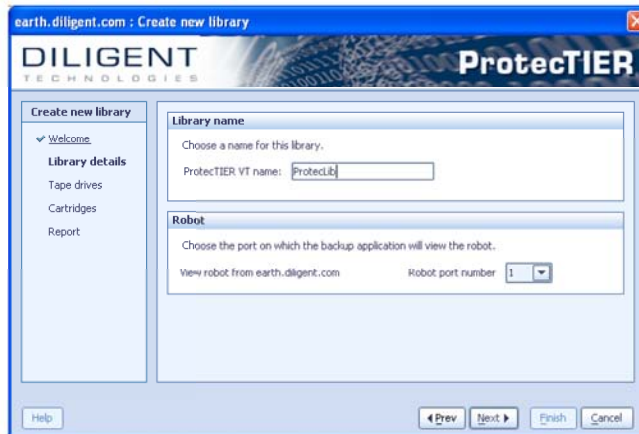 earth.diligent.com : Create new library
DILIGENT
TECHNOLOGIES
ProtecTIER
Create new library
Welcome
Library details
Tape drives
Cartridges
Report
Library name
Choose a name for this library.
ProtecTIER VT name: ProtecLib
Robot
Choose the port on which the backup application will view the robot.
View robot from earth.diligent.com Robot port number 1
Help Prev Next Finish Cancel